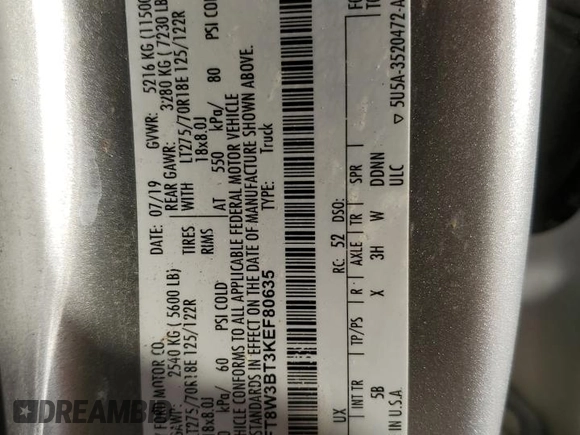 FORD MOTOR CO.
DATE: 07/19 GVWR: 5216 KG (11500
2540 KG ( 5600 LB) REAR GAWR: 3280 KG ( 7230 LB
LT275/70R18E 125/122R TIRES WITH LT275/70R18E 125/122R
18x8.0J RIMS 18x8.0J
kPa/ 60 PSI COLD AT 550 kPa/ 80 PSI COLD
VEHICLE CONFORMS TO ALL APPLICABLE FEDERAL MOTOR VEHICLE
STANDARDS IN EFFECT ON THE DATE OF MANUFACTURE SHOWN ABOVE.
FT8W3BT3KEF80635 TYPE: Truck
UX RC: 52 DSO:
INT TR TP/PS R AXLE TR SPR
5B X 3H W DDNN
IN U.S.A ULC
5U5A-3520472-A
DREAMBID